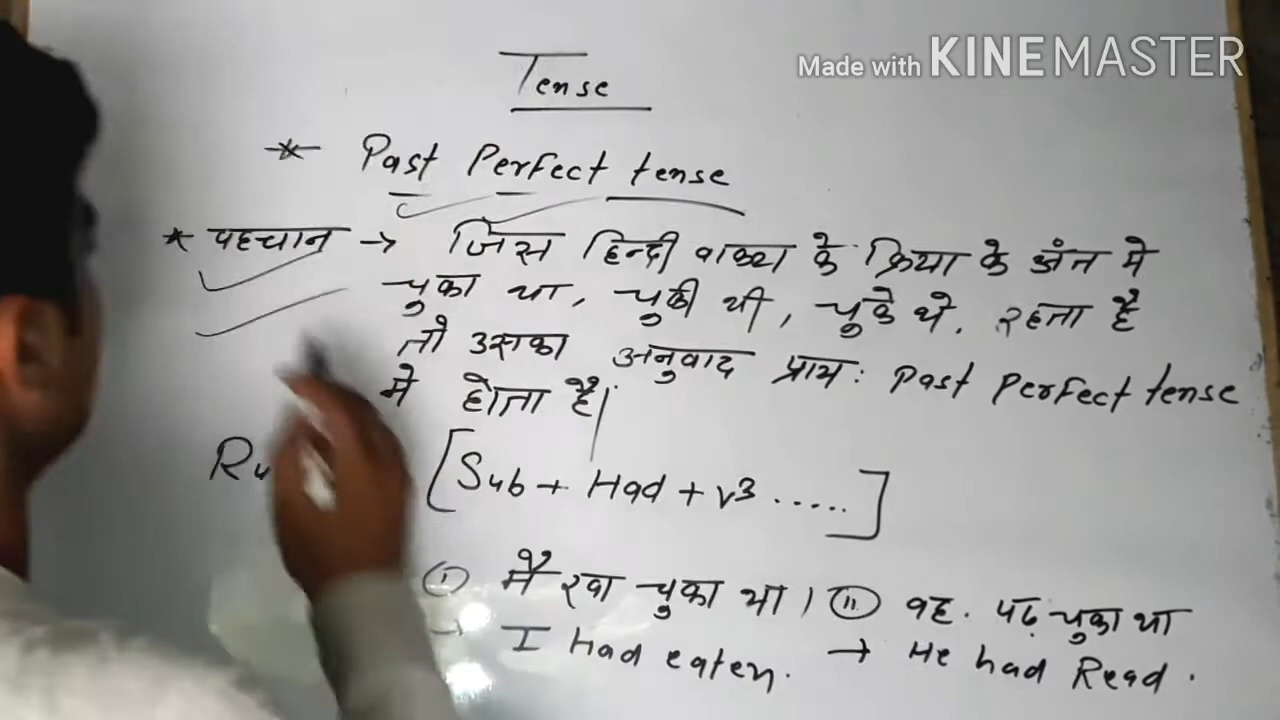 Made with KINEMASTER
Tense
* Past Perfect tense
* पहचान → जिस हिन्दी वाक्य के क्रिया के अंत मे
चुका था, चुकी थी, चुके थे. रहता है
तो उसका अनुवाद प्राय: Past Perfect tense
मे होता है।
Ru [Sub + Had + v3 ......]
(i) मैं खा चुका था। (ii) वह. पढ़ चुका था
→ I Had eaten. → He had Read.